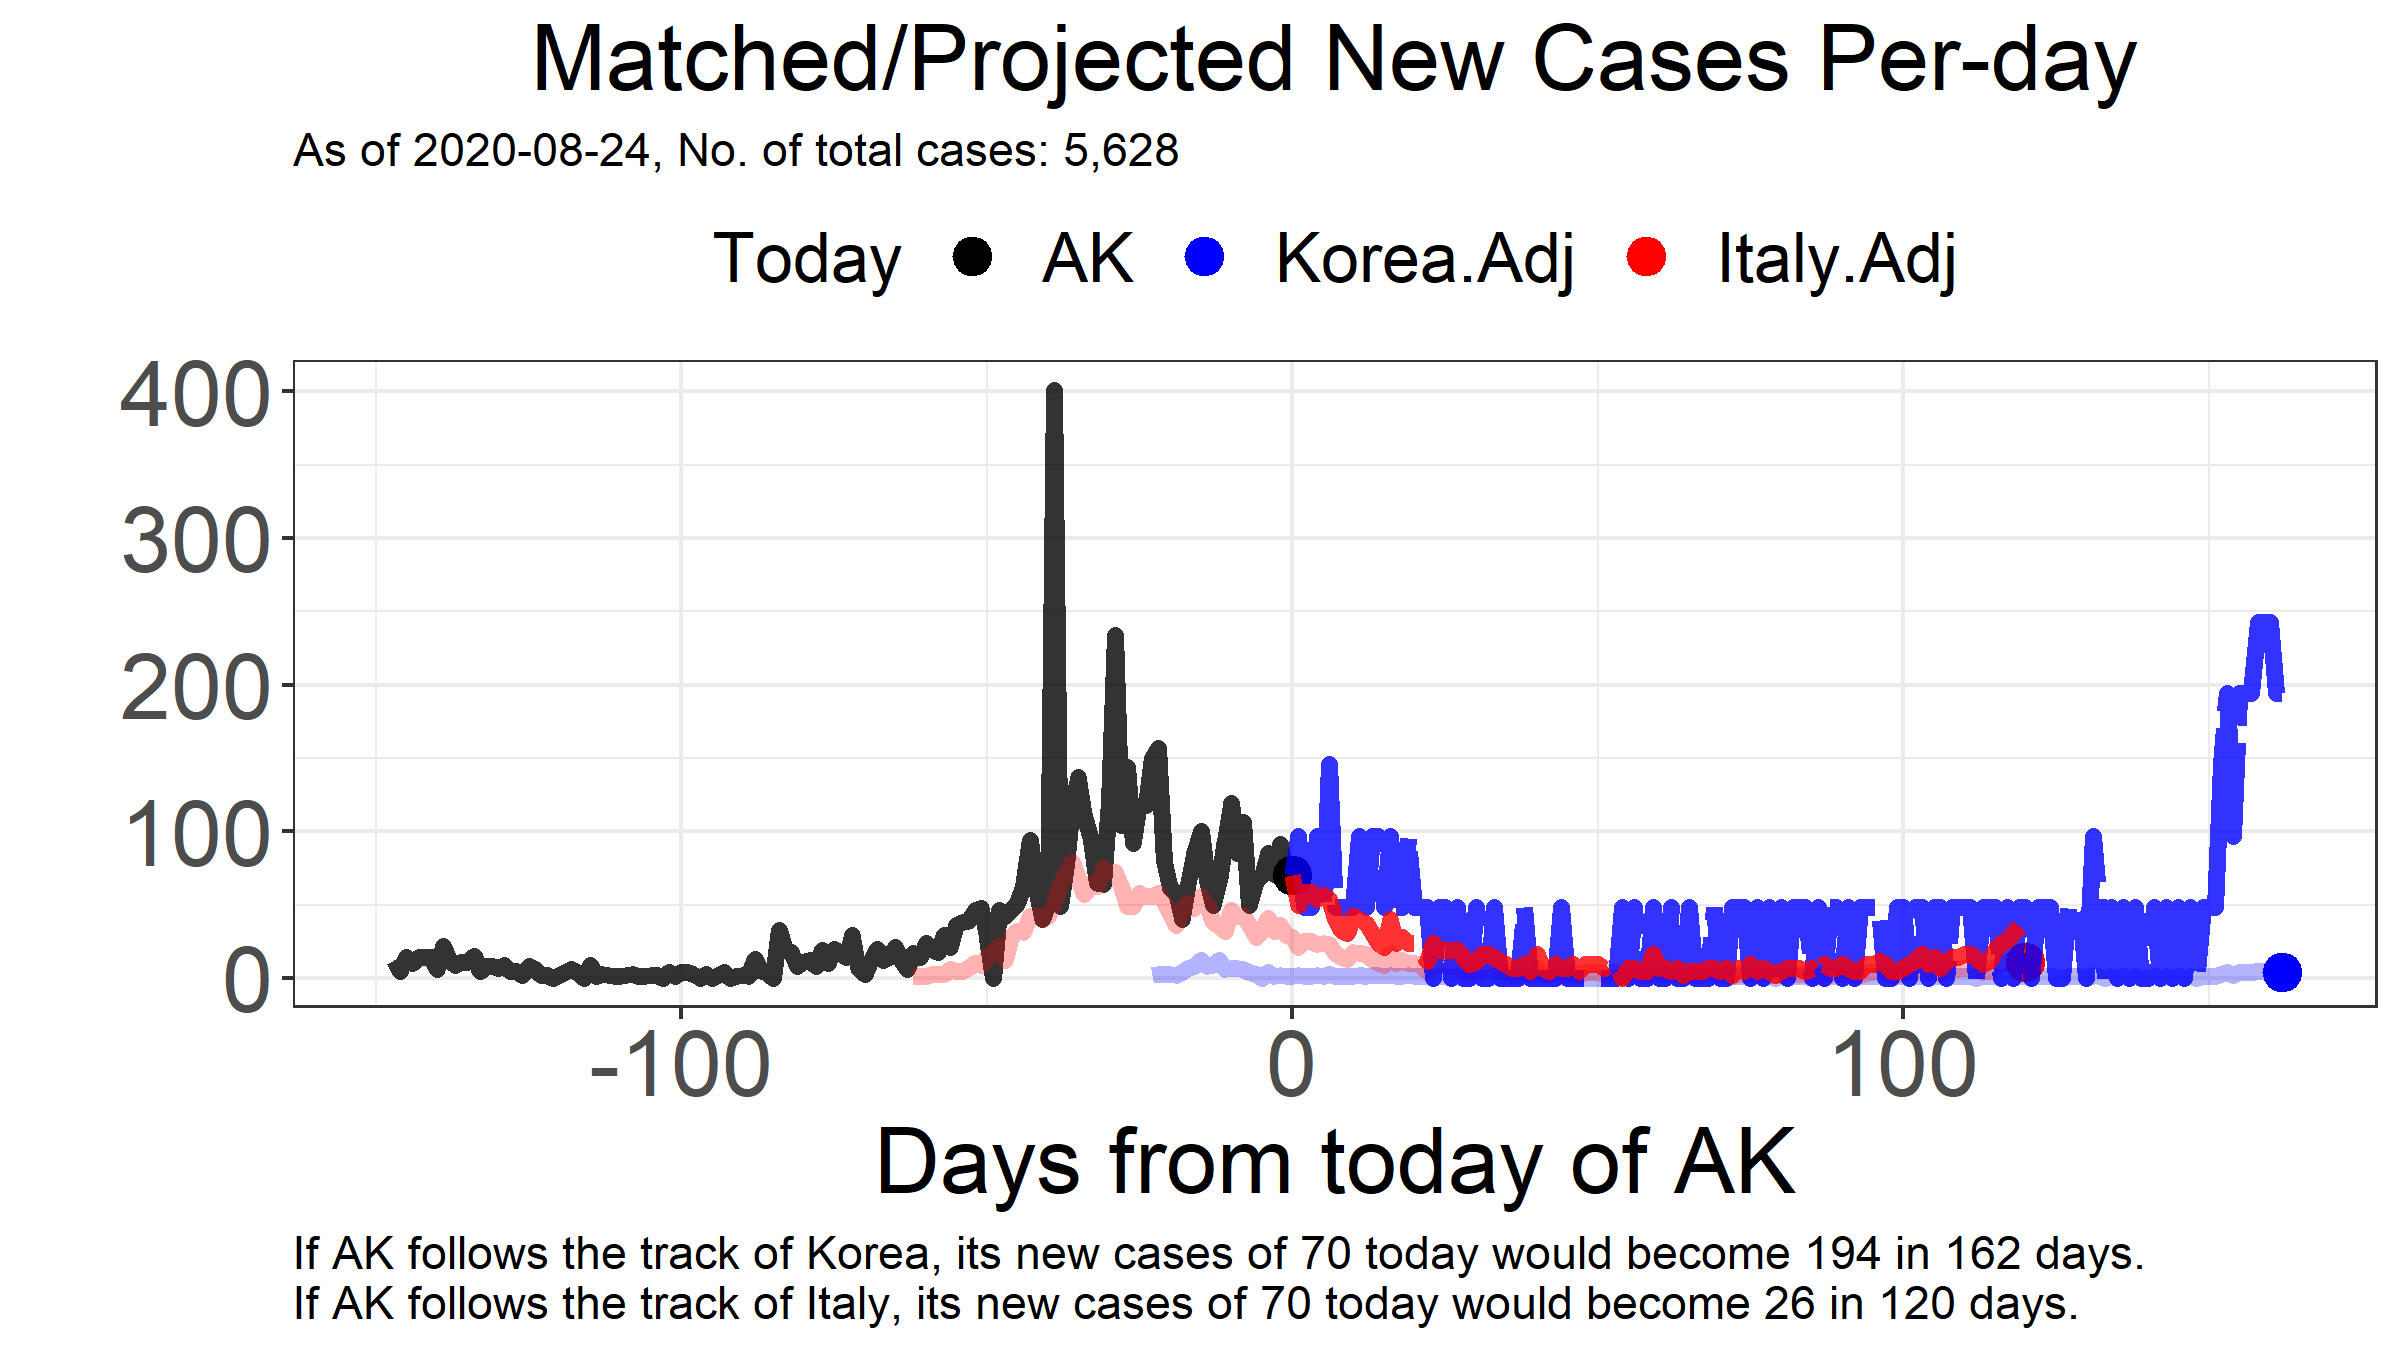 Matched/Projected New Cases Per-day
As of 2020-08-24, No. of total cases: 5,628
Today AK Korea.Adj Italy.Adj
400
300
200
100
0
-100 0 100
Days from today of AK
If AK follows the track of Korea, its new cases of 70 today would become 194 in 162 days.
If AK follows the track of Italy, its new cases of 70 today would become 26 in 120 days.